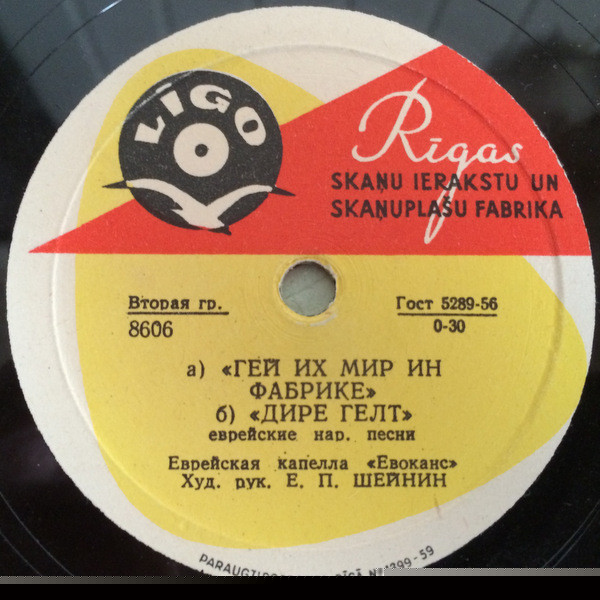 LĪGO
Rīgas
SKAŅU IERAKSTU UN
SKAŅUPLAŠU FABRIKA
Вторая гр.
8606
Гост 5289-56
0-30
а) «ГЕЙ ИХ МИР ИН
ФАБРИКЕ»
б) «ДИРЕ ГЕЛТ»
еврейские нар. песни
Еврейская капелла «Евоканс»
Худ. рук. Е. П. ШЕЙНИН